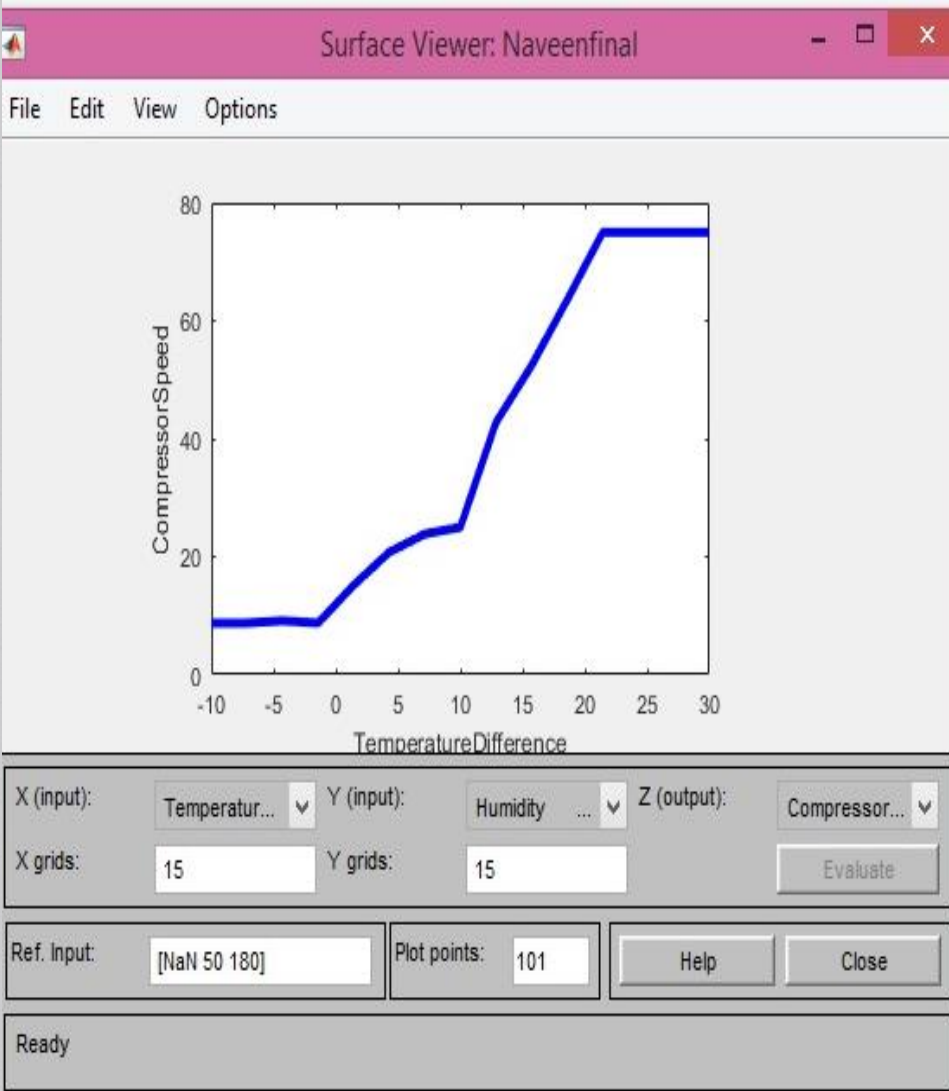 Surface Viewer: Naveenfinal
File Edit View Options
80
60
40
20
0
CompressorSpeed
-10 -5 0 5 10 15 20 25 30
TemperatureDifference
X (input): Temperatur... Y (input): Humidity ... Z (output): Compressor...
X grids: 15 Y grids: 15 Evaluate
Ref. Input: [NaN 50 180] Plot points: 101 Help Close
Ready